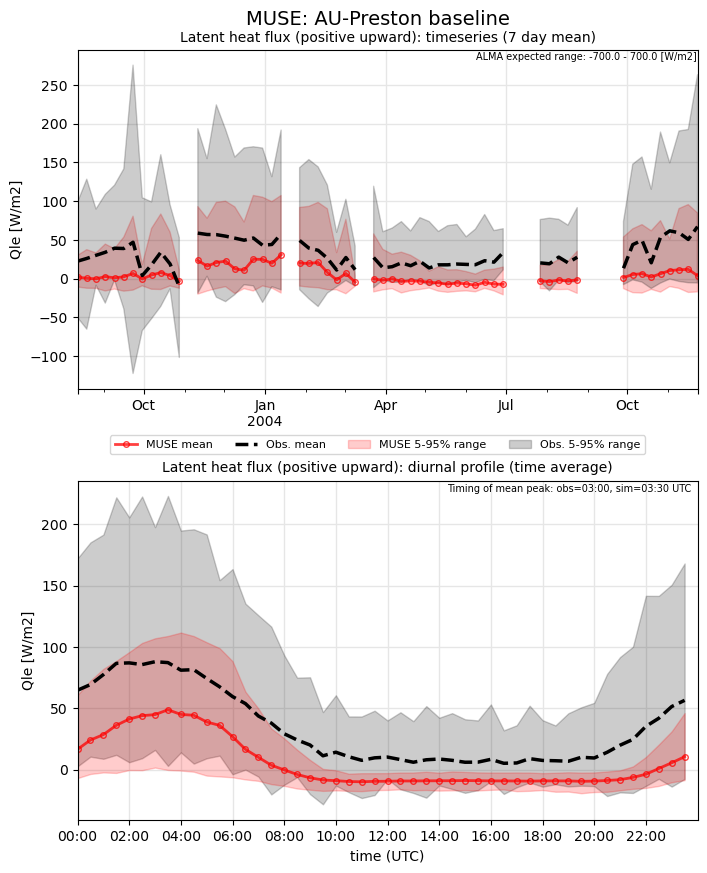 MUSE: AU-Preston baseline
Latent heat flux (positive upward): timeseries (7 day mean)
ALMA expected range: -700.0 - 700.0 [W/m2]
250
200
150
100
50
0
−50
−100
Qle [W/m2]
Oct
Jan
2004
Apr
Jul
Oct
MUSE mean
Obs. mean
MUSE 5-95% range
Obs. 5-95% range
Latent heat flux (positive upward): diurnal profile (time average)
Timing of mean peak: obs=03:00, sim=03:30 UTC
200
150
100
50
0
Qle [W/m2]
00:00 02:00 04:00 06:00 08:00 10:00 12:00 14:00 16:00 18:00 20:00 22:00
time (UTC)